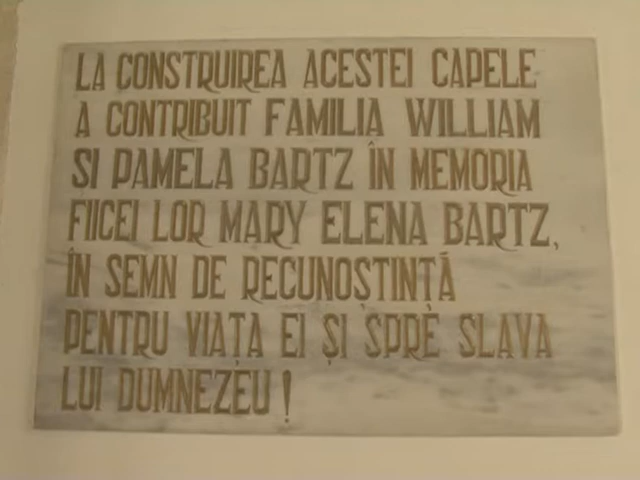 LA CONSTRUIREA ACESTEI CAPELE
A CONTRIBUIT FAMILIA WILLIAM
SI PAMELA BARTZ ÎN MEMORIA
FIICEI LOR MARY ELENA BARTZ,
ÎN SEMN DE RECUNOSTINȚĂ
PENTRU VIAȚA EI ȘI SPRE SLAVA
LUI DUMNEZEU!